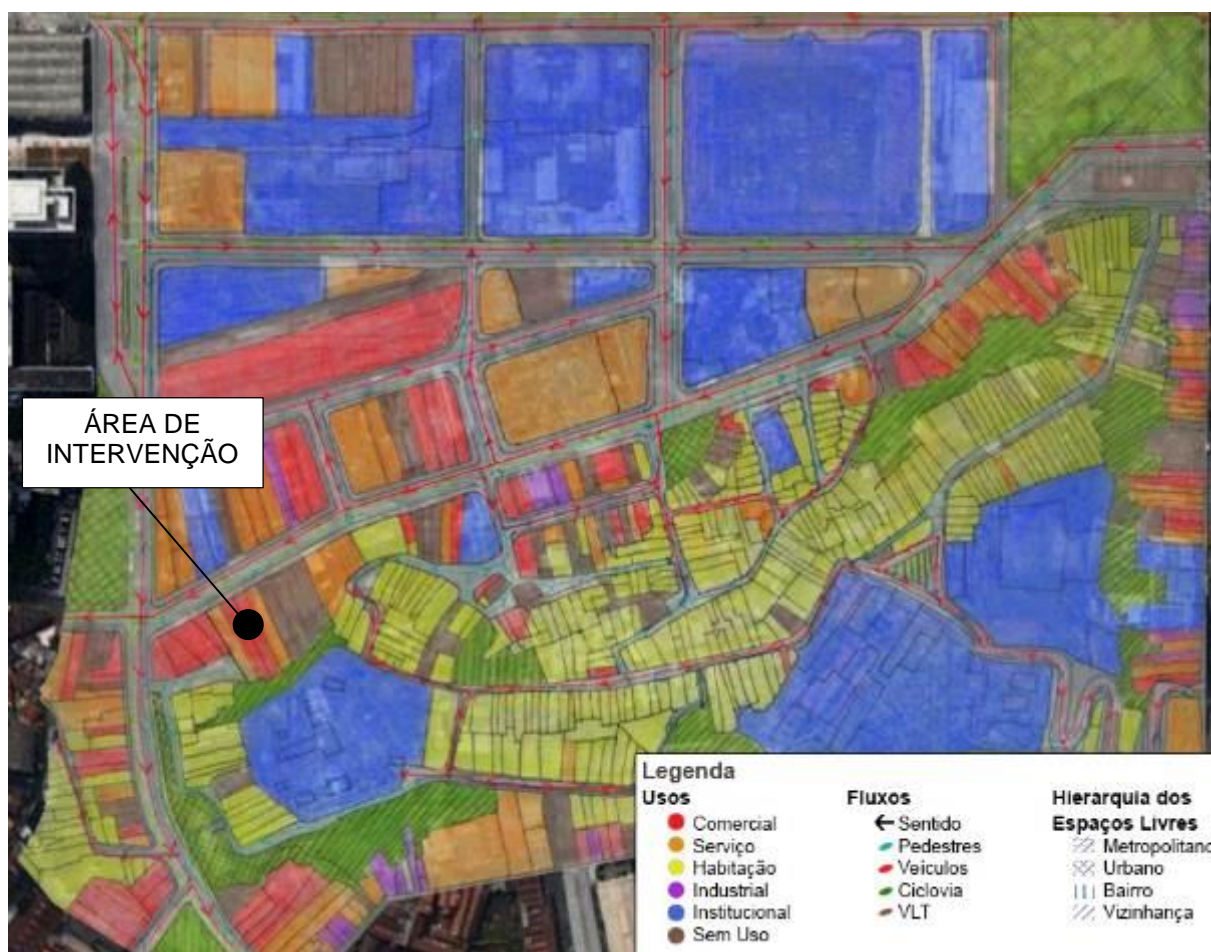 ÁREA DE
INTERVENÇÃO
Legenda
Usos
Comercial
Serviço
Habitação
Industrial
Institucional
Sem Uso
Fluxos
Sentido
Pedestres
Veículos
Ciclovia
VLT
Hierarquia dos
Espaços Livres
Metropolitano
Urbano
Bairro
Vizinhança